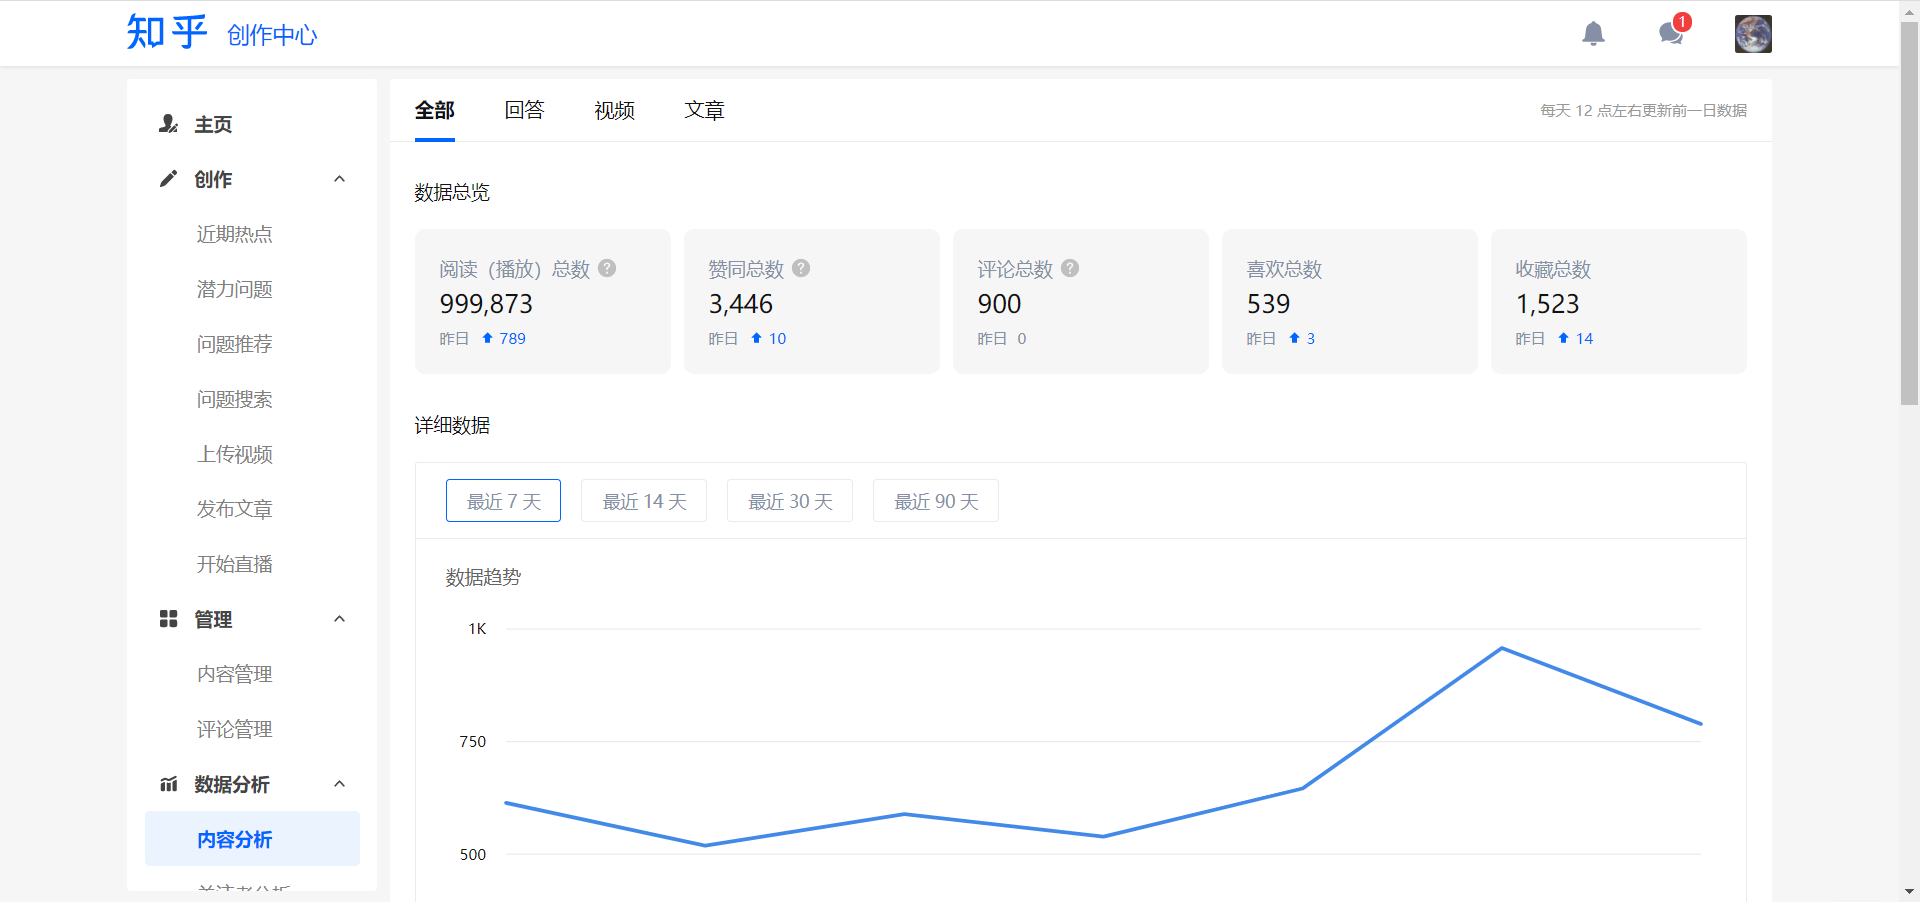 知乎 创作中心
1
主页
创作
近期热点
潜力问题
问题推荐
问题搜索
上传视频
发布文章
开始直播
管理
内容管理
评论管理
数据分析
内容分析
关注者分析
全部 回答 视频 文章
每天 12 点左右更新前一日数据
数据总览
阅读（播放）总数 ?
999,873
昨日 789
赞同总数 ?
3,446
昨日 10
评论总数 ?
900
昨日 0
喜欢总数
539
昨日 3
收藏总数
1,523
昨日 14
详细数据
最近 7 天 最近 14 天 最近 30 天 最近 90 天
数据趋势
1K
750
500